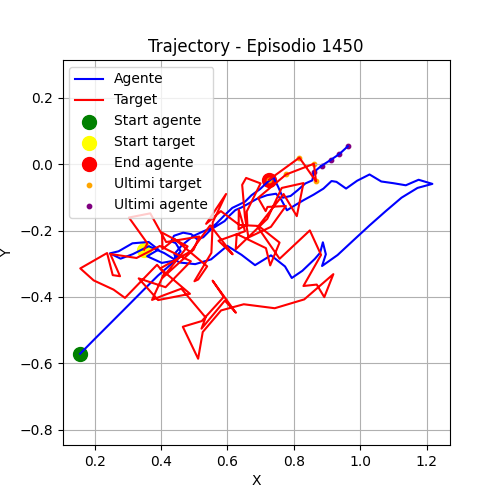 Trajectory - Episodio 1450
Agente
Target
Start agente
Start target
End agente
Ultimi target
Ultimi agente
0.2
0.0
−0.2
−0.4
−0.6
−0.8
Y
0.2
0.4
0.6
0.8
1.0
1.2
X